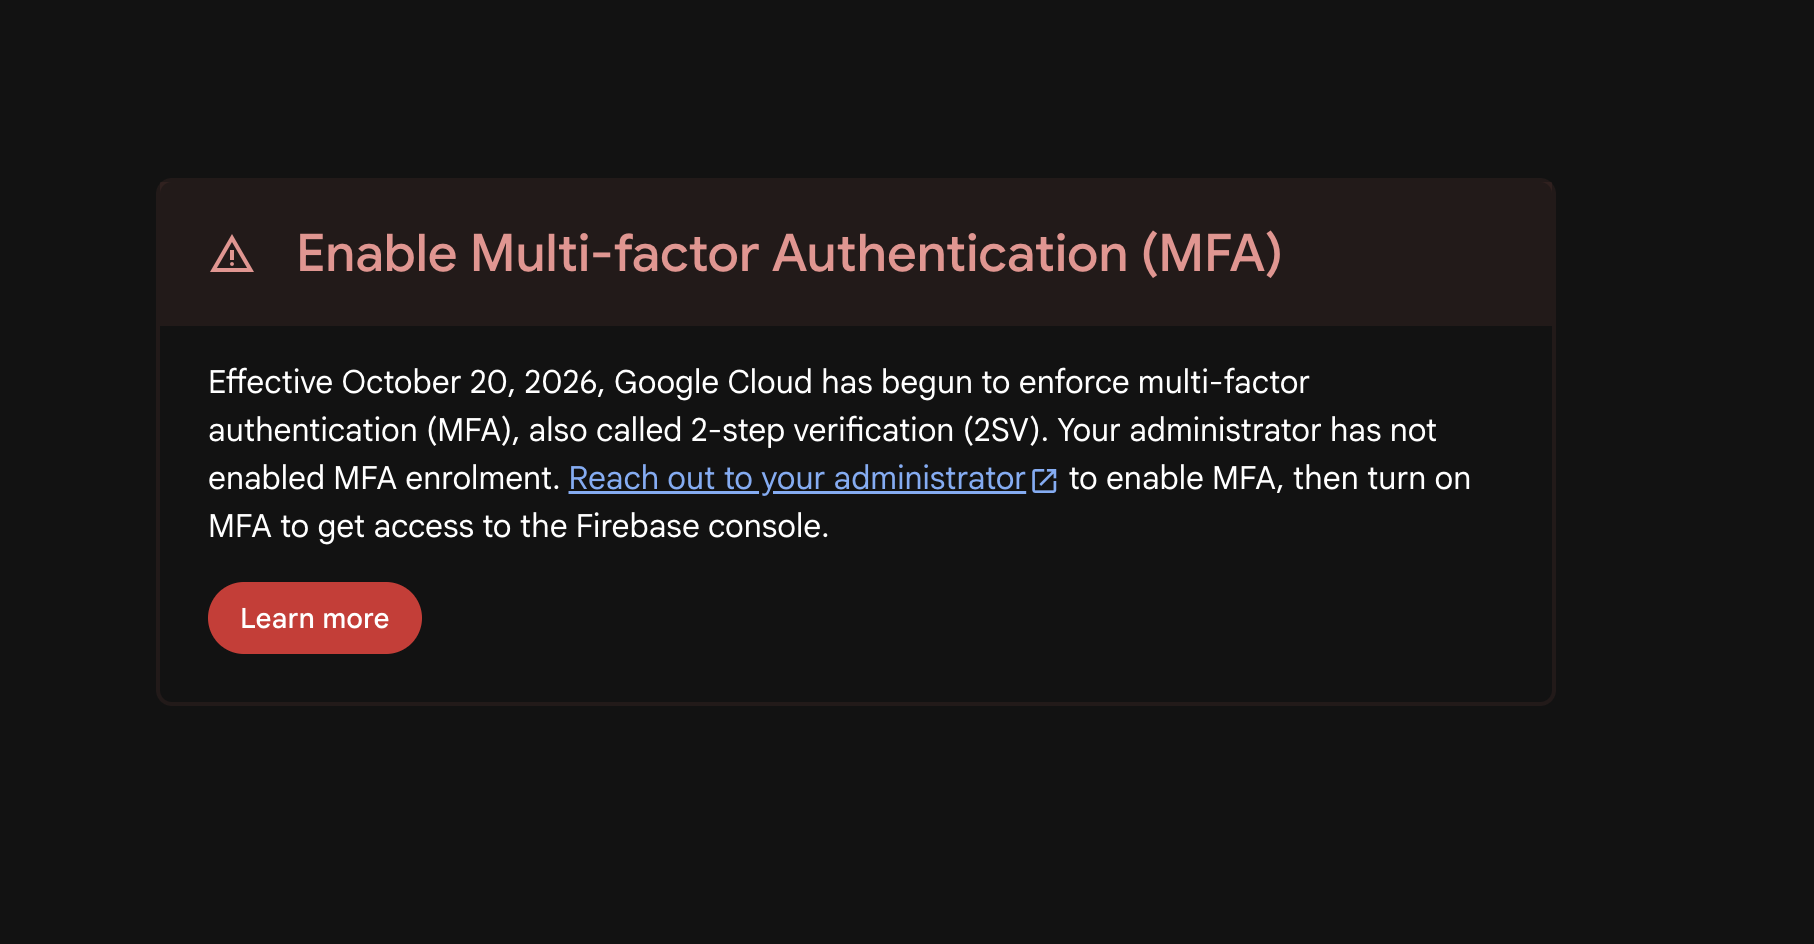 Enable Multi-factor Authentication (MFA)
Effective October 20, 2026, Google Cloud has begun to enforce multi-factor
authentication (MFA), also called 2-step verification (2SV). Your administrator has not
enabled MFA enrolment. Reach out to your administrator to enable MFA, then turn on
MFA to get access to the Firebase console.
Learn more